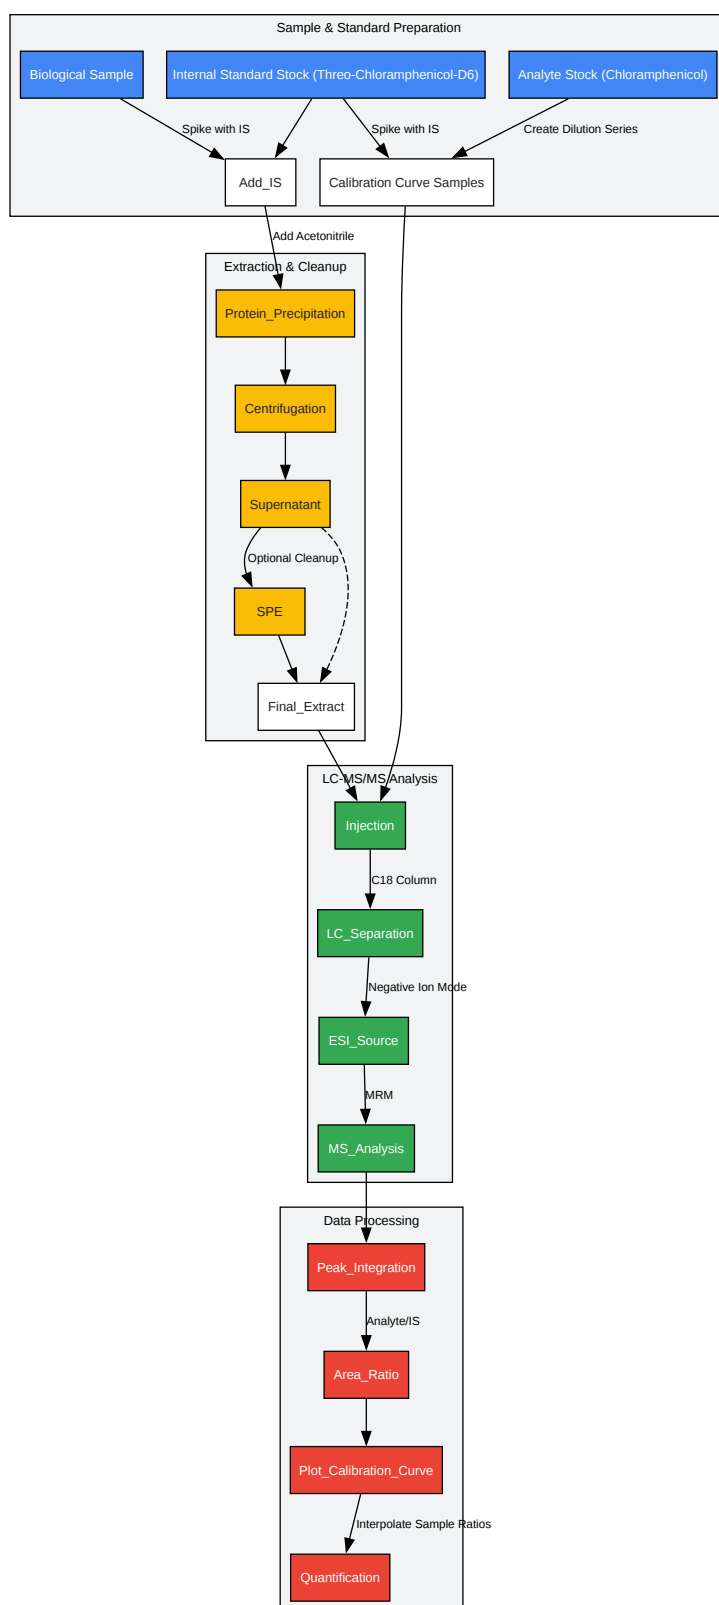 Sample & Standard Preparation
Biological Sample
Internal Standard Stock (Threo-Chloramphenicol-D6)
Analyte Stock (Chloramphenicol)
Spike with IS
Spike with IS
Create Dilution Series
Add_IS
Calibration Curve Samples
Add Acetonitrile
Extraction & Cleanup
Protein_Precipitation
Centrifugation
Supernatant
Optional Cleanup
SPE
Final_Extract
LC-MS/MS Analysis
Injection
C18 Column
LC_Separation
Negative Ion Mode
ESI_Source
MRM
MS_Analysis
Data Processing
Peak_Integration
Analyte/IS
Area_Ratio
Plot_Calibration_Curve
Interpolate Sample Ratios
Quantification